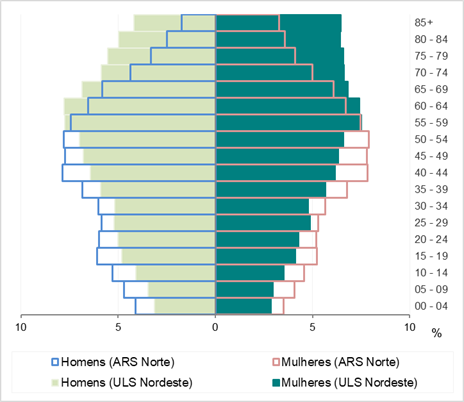 85+
80 - 84
75 - 79
70 - 74
65 - 69
60 - 64
55 - 59
50 - 54
45 - 49
40 - 44
35 - 39
30 - 34
25 - 29
20 - 24
15 - 19
10 - 14
05 - 09
00 - 04
10 5 0 5 10
%
Homens (ARS Norte) Mulheres (ARS Norte)
Homens (ULS Nordeste) Mulheres (ULS Nordeste)